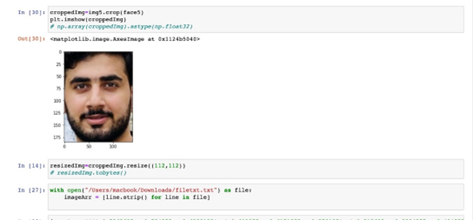 In [30]: croppedImg=img5.crop(face5)
plt.imshow(croppedImg)
# np.array(croppedImg).astype(np.float32)
Out[30]: <matplotlib.image.AxesImage at 0x1124b5040>
0
25
50
75
100
125
150
175
0 50 100
In [14]: resizedImg=croppedImg.resize((112,112))
# resizedImg.tobytes()
In [27]: with open("/Users/macbook/Downloads/filetxt.txt") as file:
imageArr = [line.strip() for line in file]